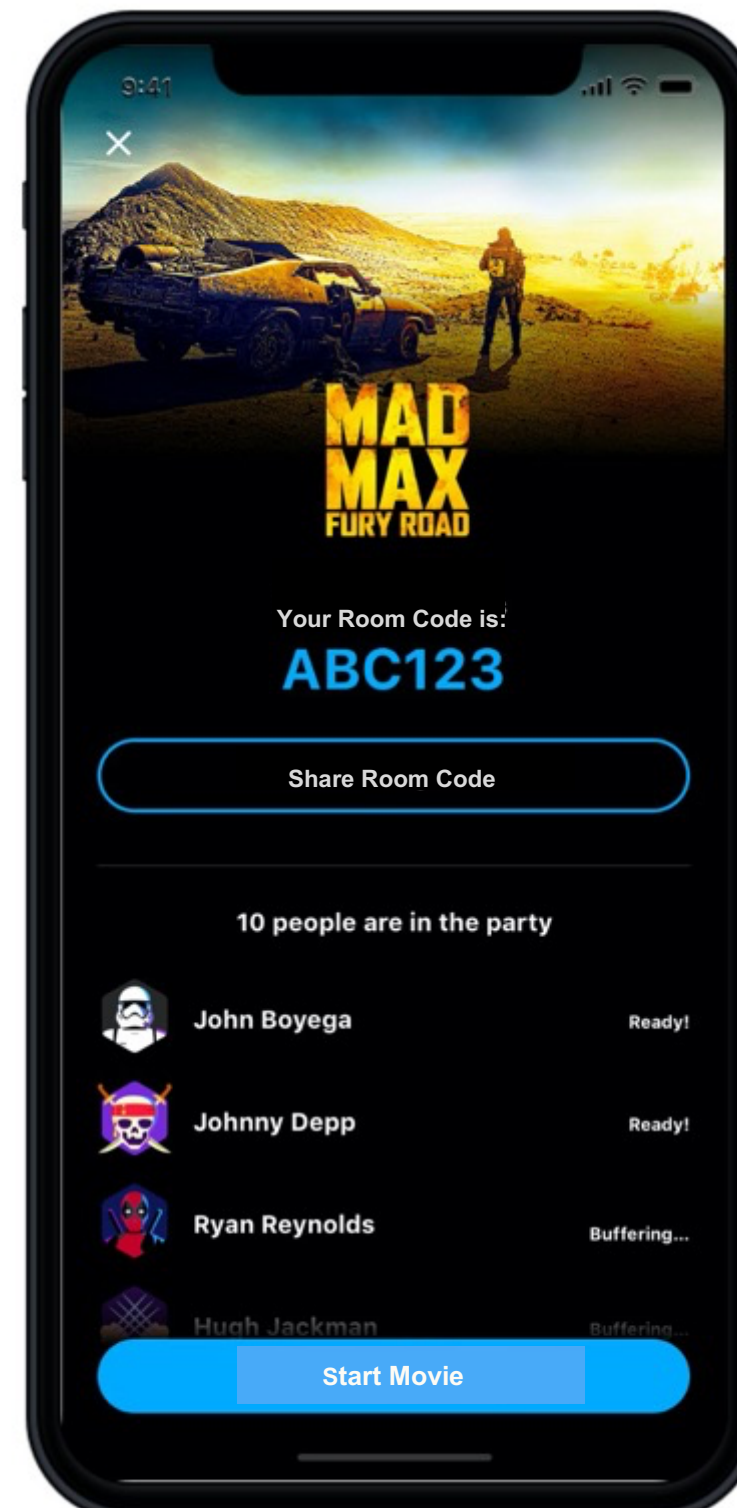 9:41
MAD
MAX
FURY ROAD
Your Room Code is:
ABC123
Share Room Code
10 people are in the party
John Boyega Ready!
Johnny Depp Ready!
Ryan Reynolds Buffering...
Hugh Jackman Buffering...
Start Movie